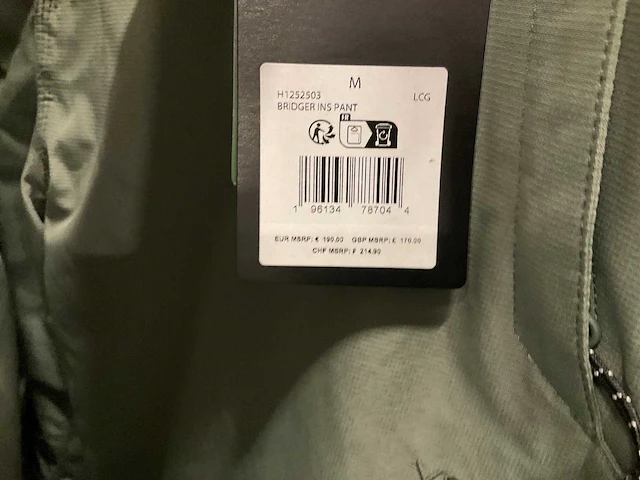 M
H1252503 LCG
BRIDGER INS PANT
FR
1 96134 78704 4
EUR MSRP: € 190.00 GBP MSRP: £ 170.00
CHF MSRP: ₣ 214.90